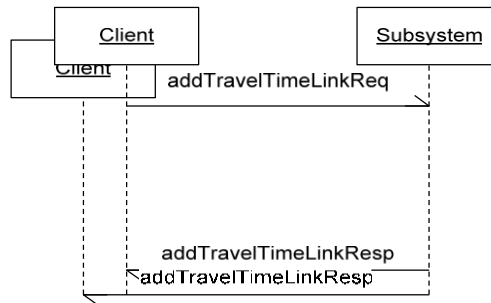 Client
Subsystem
Client
addTravelTimeLinkReq
addTravelTimeLinkResp
addTravelTimeLinkResp